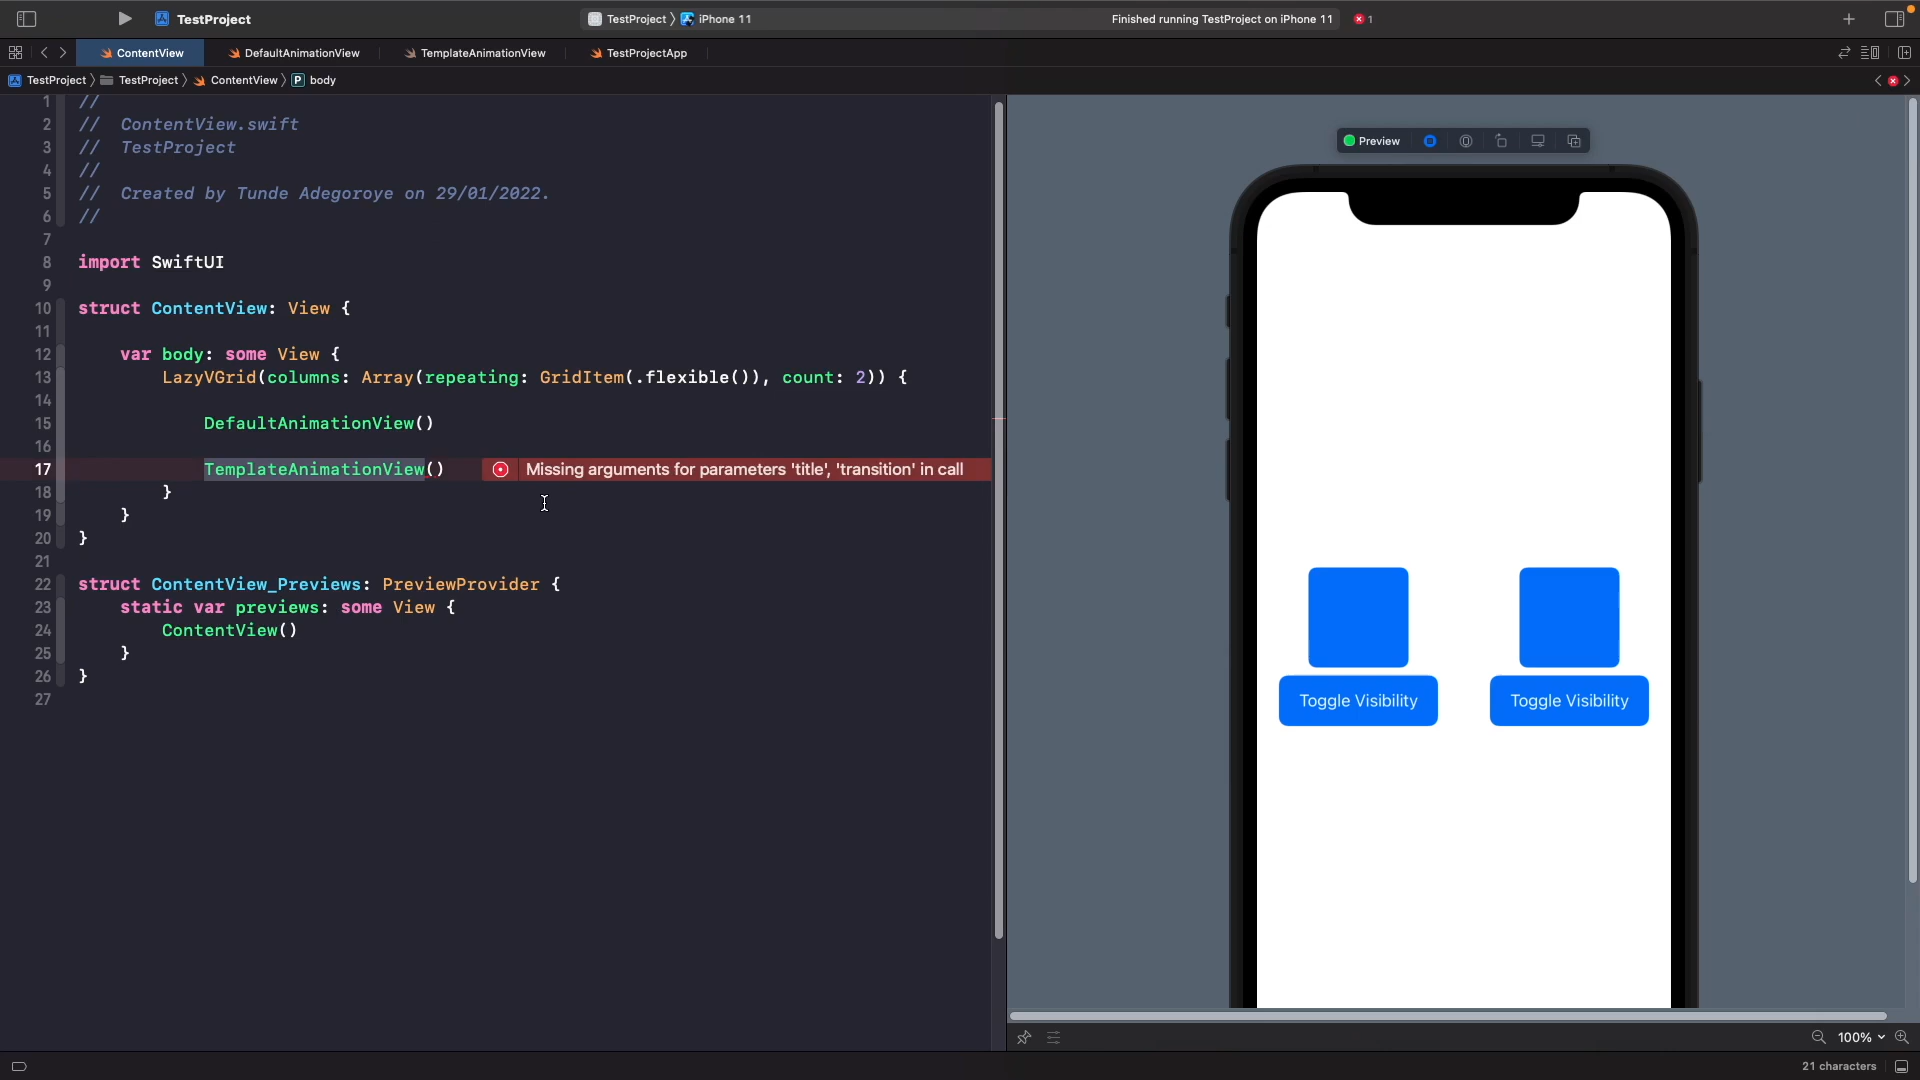 TestProject
TestProject 〉 iPhone 11
Finished running TestProject on iPhone 11
1
ContentView
DefaultAnimationView
TemplateAnimationView
TestProjectApp
TestProject 〉 TestProject 〉 ContentView 〉 P body
1 //
2 //  ContentView.swift
3 //  TestProject
4 //
5 //  Created by Tunde Adegoroye on 29/01/2022.
6 //
7
8 import SwiftUI
9
10 struct ContentView: View {
11
12     var body: some View {
13         LazyVGrid(columns: Array(repeating: GridItem(.flexible()), count: 2)) {
14
15             DefaultAnimationView()
16
17             TemplateAnimationView() Missing arguments for parameters 'title', 'transition' in call
18         }
19     }
20 }
21
22 struct ContentView_Previews: PreviewProvider {
23     static var previews: some View {
24         ContentView()
25     }
26 }
27
Preview
Toggle Visibility
Toggle Visibility
100%
21 characters